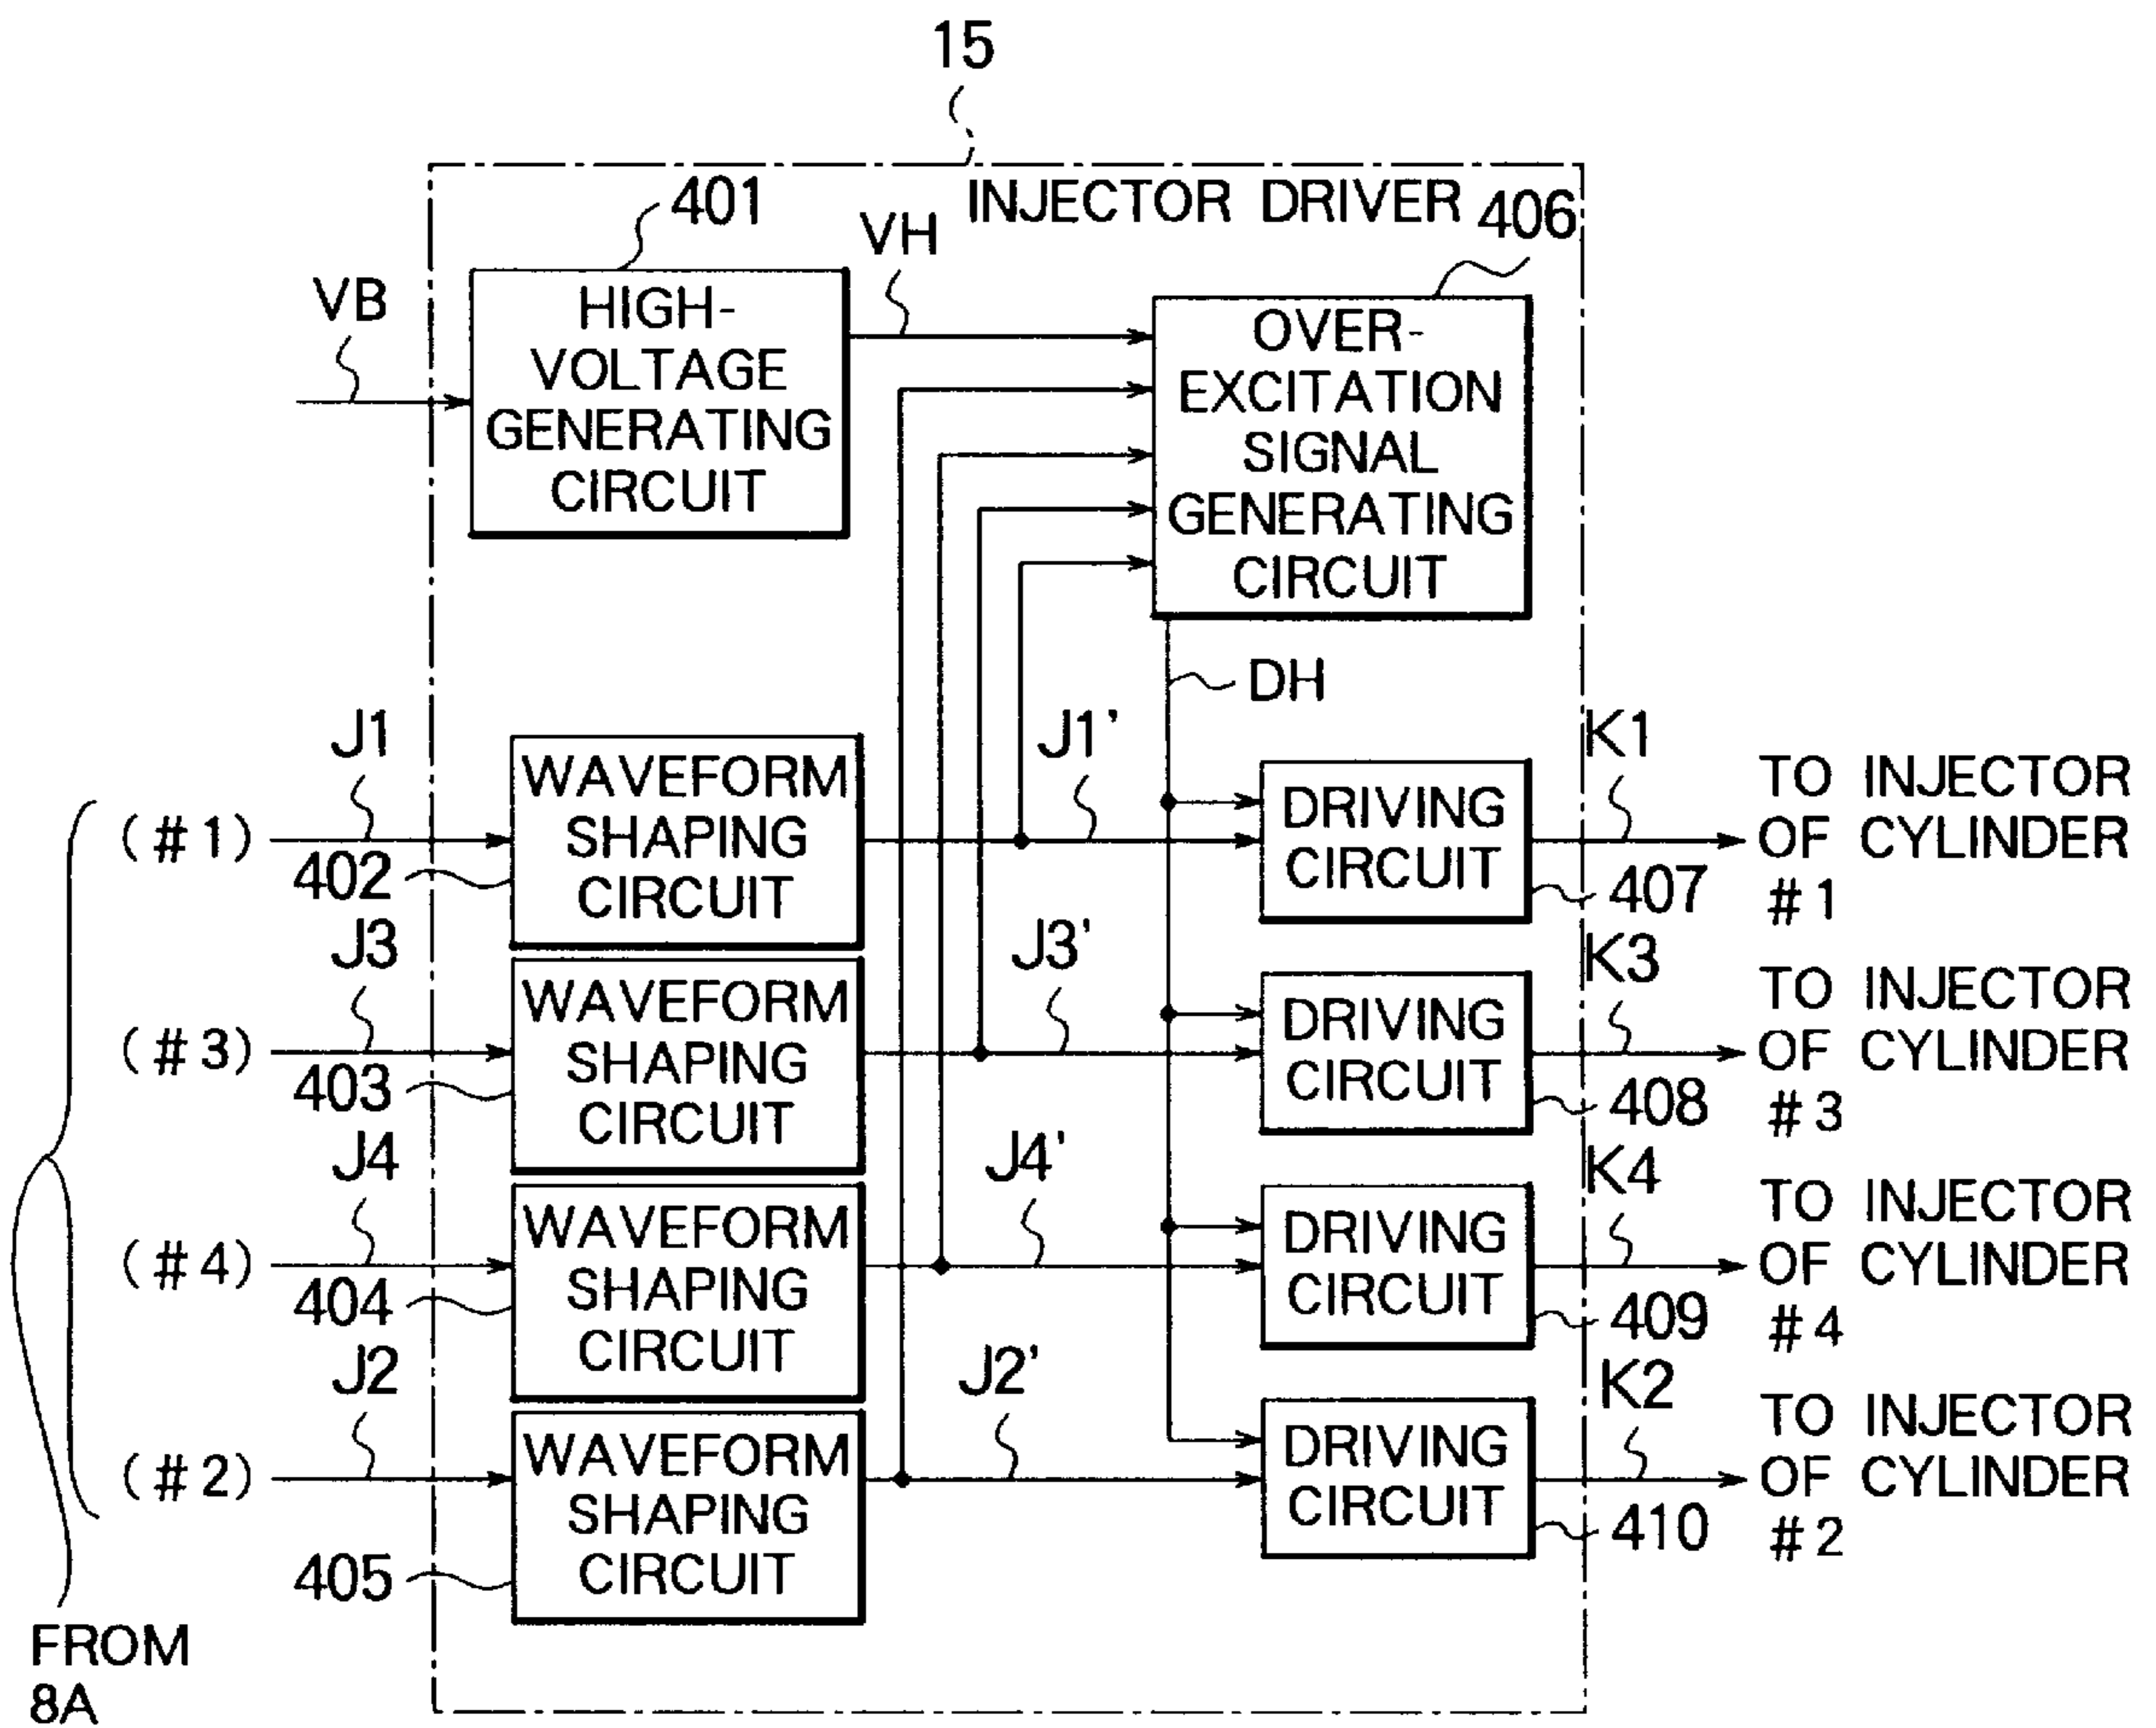 15
INJECTOR DRIVER
401
VH
406
VB
HIGH-
VOLTAGE
GENERATING
CIRCUIT
OVER-
EXCITATION
SIGNAL
GENERATING
CIRCUIT
DH
J1
J1'
K1
(#1)
WAVEFORM
SHAPING
CIRCUIT
402
DRIVING
CIRCUIT
407
TO INJECTOR
OF CYLINDER
#1
J3
J3'
K3
(#3)
WAVEFORM
SHAPING
CIRCUIT
403
DRIVING
CIRCUIT
408
TO INJECTOR
OF CYLINDER
#3
J4
J4'
K4
(#4)
WAVEFORM
SHAPING
CIRCUIT
404
DRIVING
CIRCUIT
409
TO INJECTOR
OF CYLINDER
#4
J2
J2'
K2
(#2)
WAVEFORM
SHAPING
CIRCUIT
405
DRIVING
CIRCUIT
410
TO INJECTOR
OF CYLINDER
#2
FROM
8A